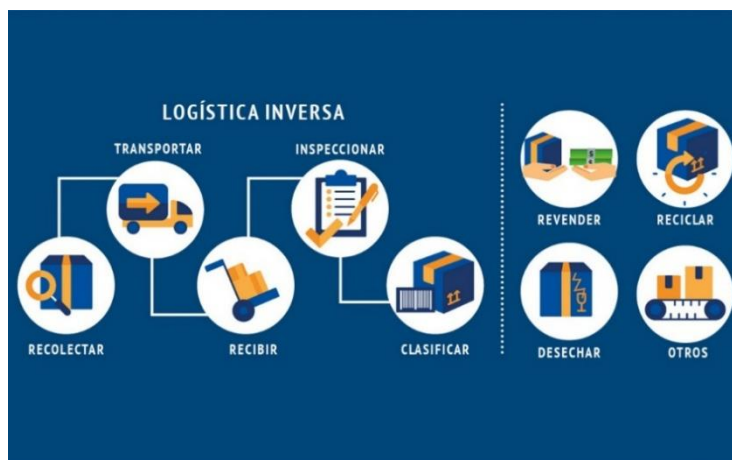 LOGÍSTICA INVERSA
TRANSPORTAR
INSPECCIONAR
RECOLECTAR
RECIBIR
CLASIFICAR
REVENDER
RECICLAR
DESECHAR
OTROS